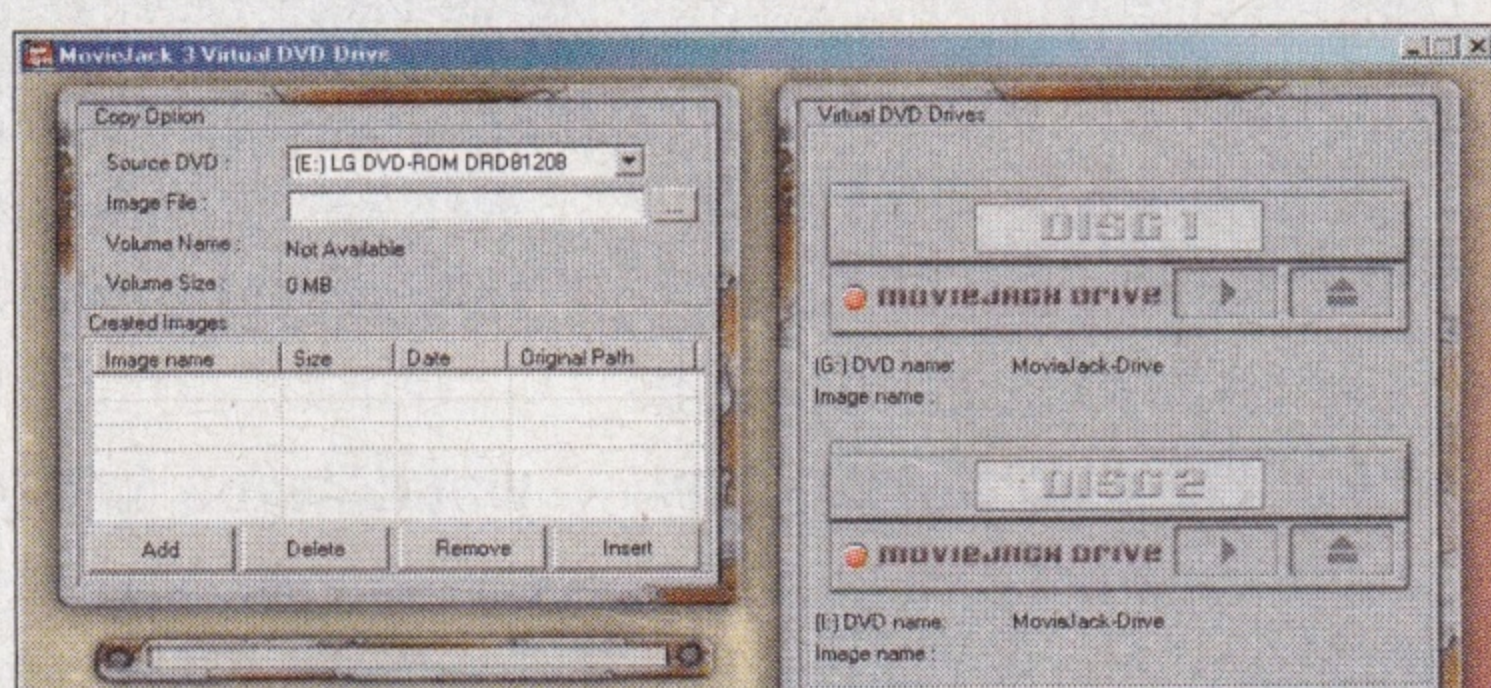 MovieJack 3 Virtual DVD Drive
Copy Option
Source DVD :
(E:) LG DVD-ROM DRD8120B
Image File :
...
Volume Name :
Not Available
Volume Size :
0 MB
Created Images
Image name Size Date Original Path
Add Delete Remove Insert
Virtual DVD Drives
DISC 1
MOVIEJACK DRIVE
(G:) DVD name: MovieJack-Drive
Image name :
DISC 2
MOVIEJACK DRIVE
(I:) DVD name: MovieJack-Drive
Image name :